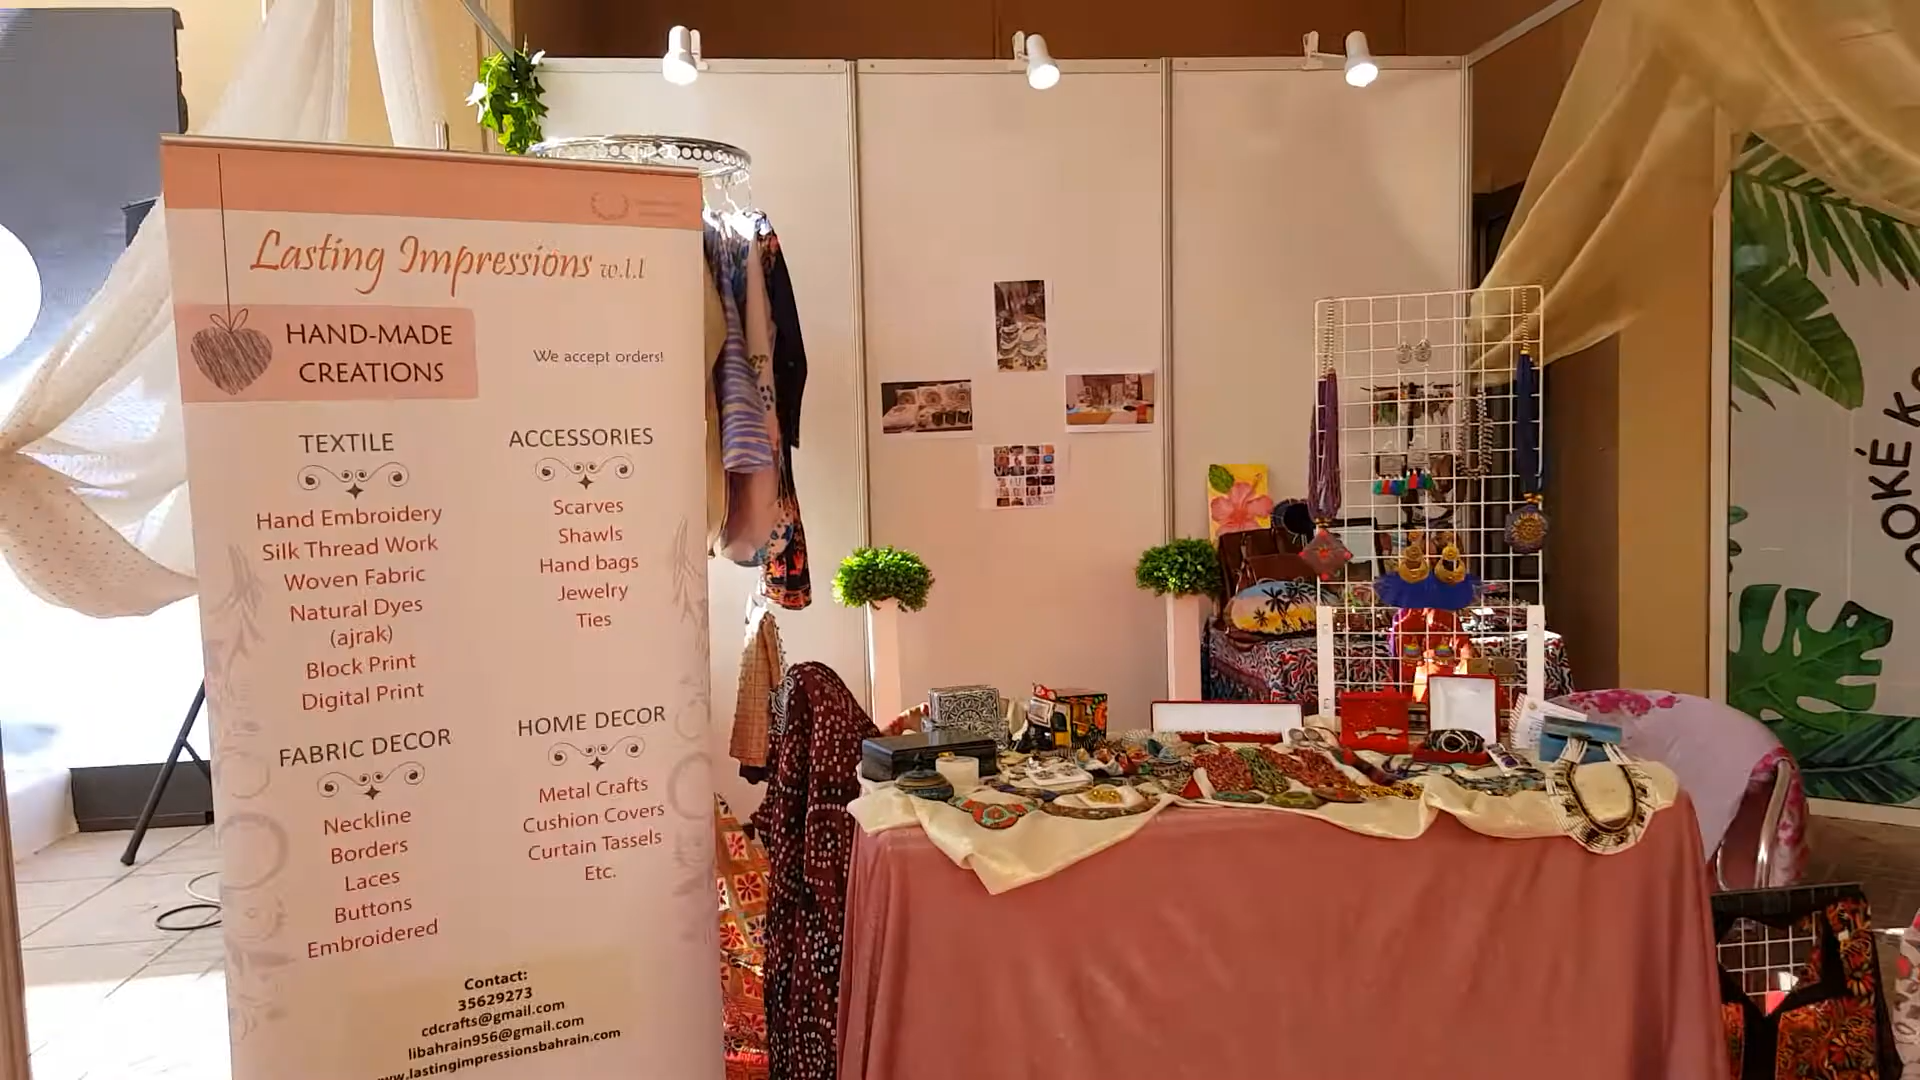 Lasting Impressions w.l.l
HAND-MADE
CREATIONS
We accept orders!
TEXTILE
Hand Embroidery
Silk Thread Work
Woven Fabric
Natural Dyes
(ajrak)
Block Print
Digital Print
ACCESSORIES
Scarves
Shawls
Hand bags
Jewelry
Ties
FABRIC DECOR
Neckline
Borders
Laces
Buttons
Embroidered
HOME DECOR
Metal Crafts
Cushion Covers
Curtain Tassels
Etc.
Contact:
35629273
cdcrafts@gmail.com
libahrain956@gmail.com
www.lastingimpressionsbahrain.com